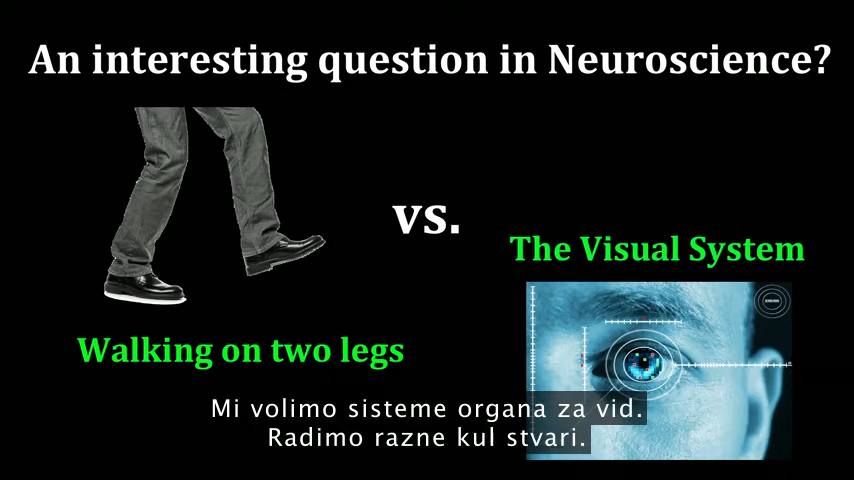 An interesting question in Neuroscience?
vs.
The Visual System
Walking on two legs
Mi volimo sisteme organa za vid.
Radimo razne kul stvari.